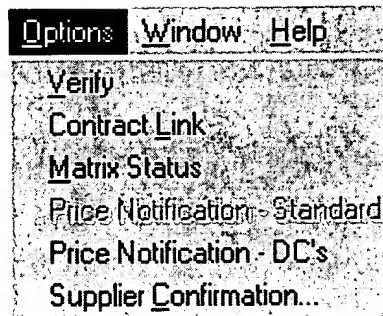 Options Window Help
Verify
Contract Link
Matrix Status
Price Notification - Standard
Price Notification - DC's
Supplier Confirmation...